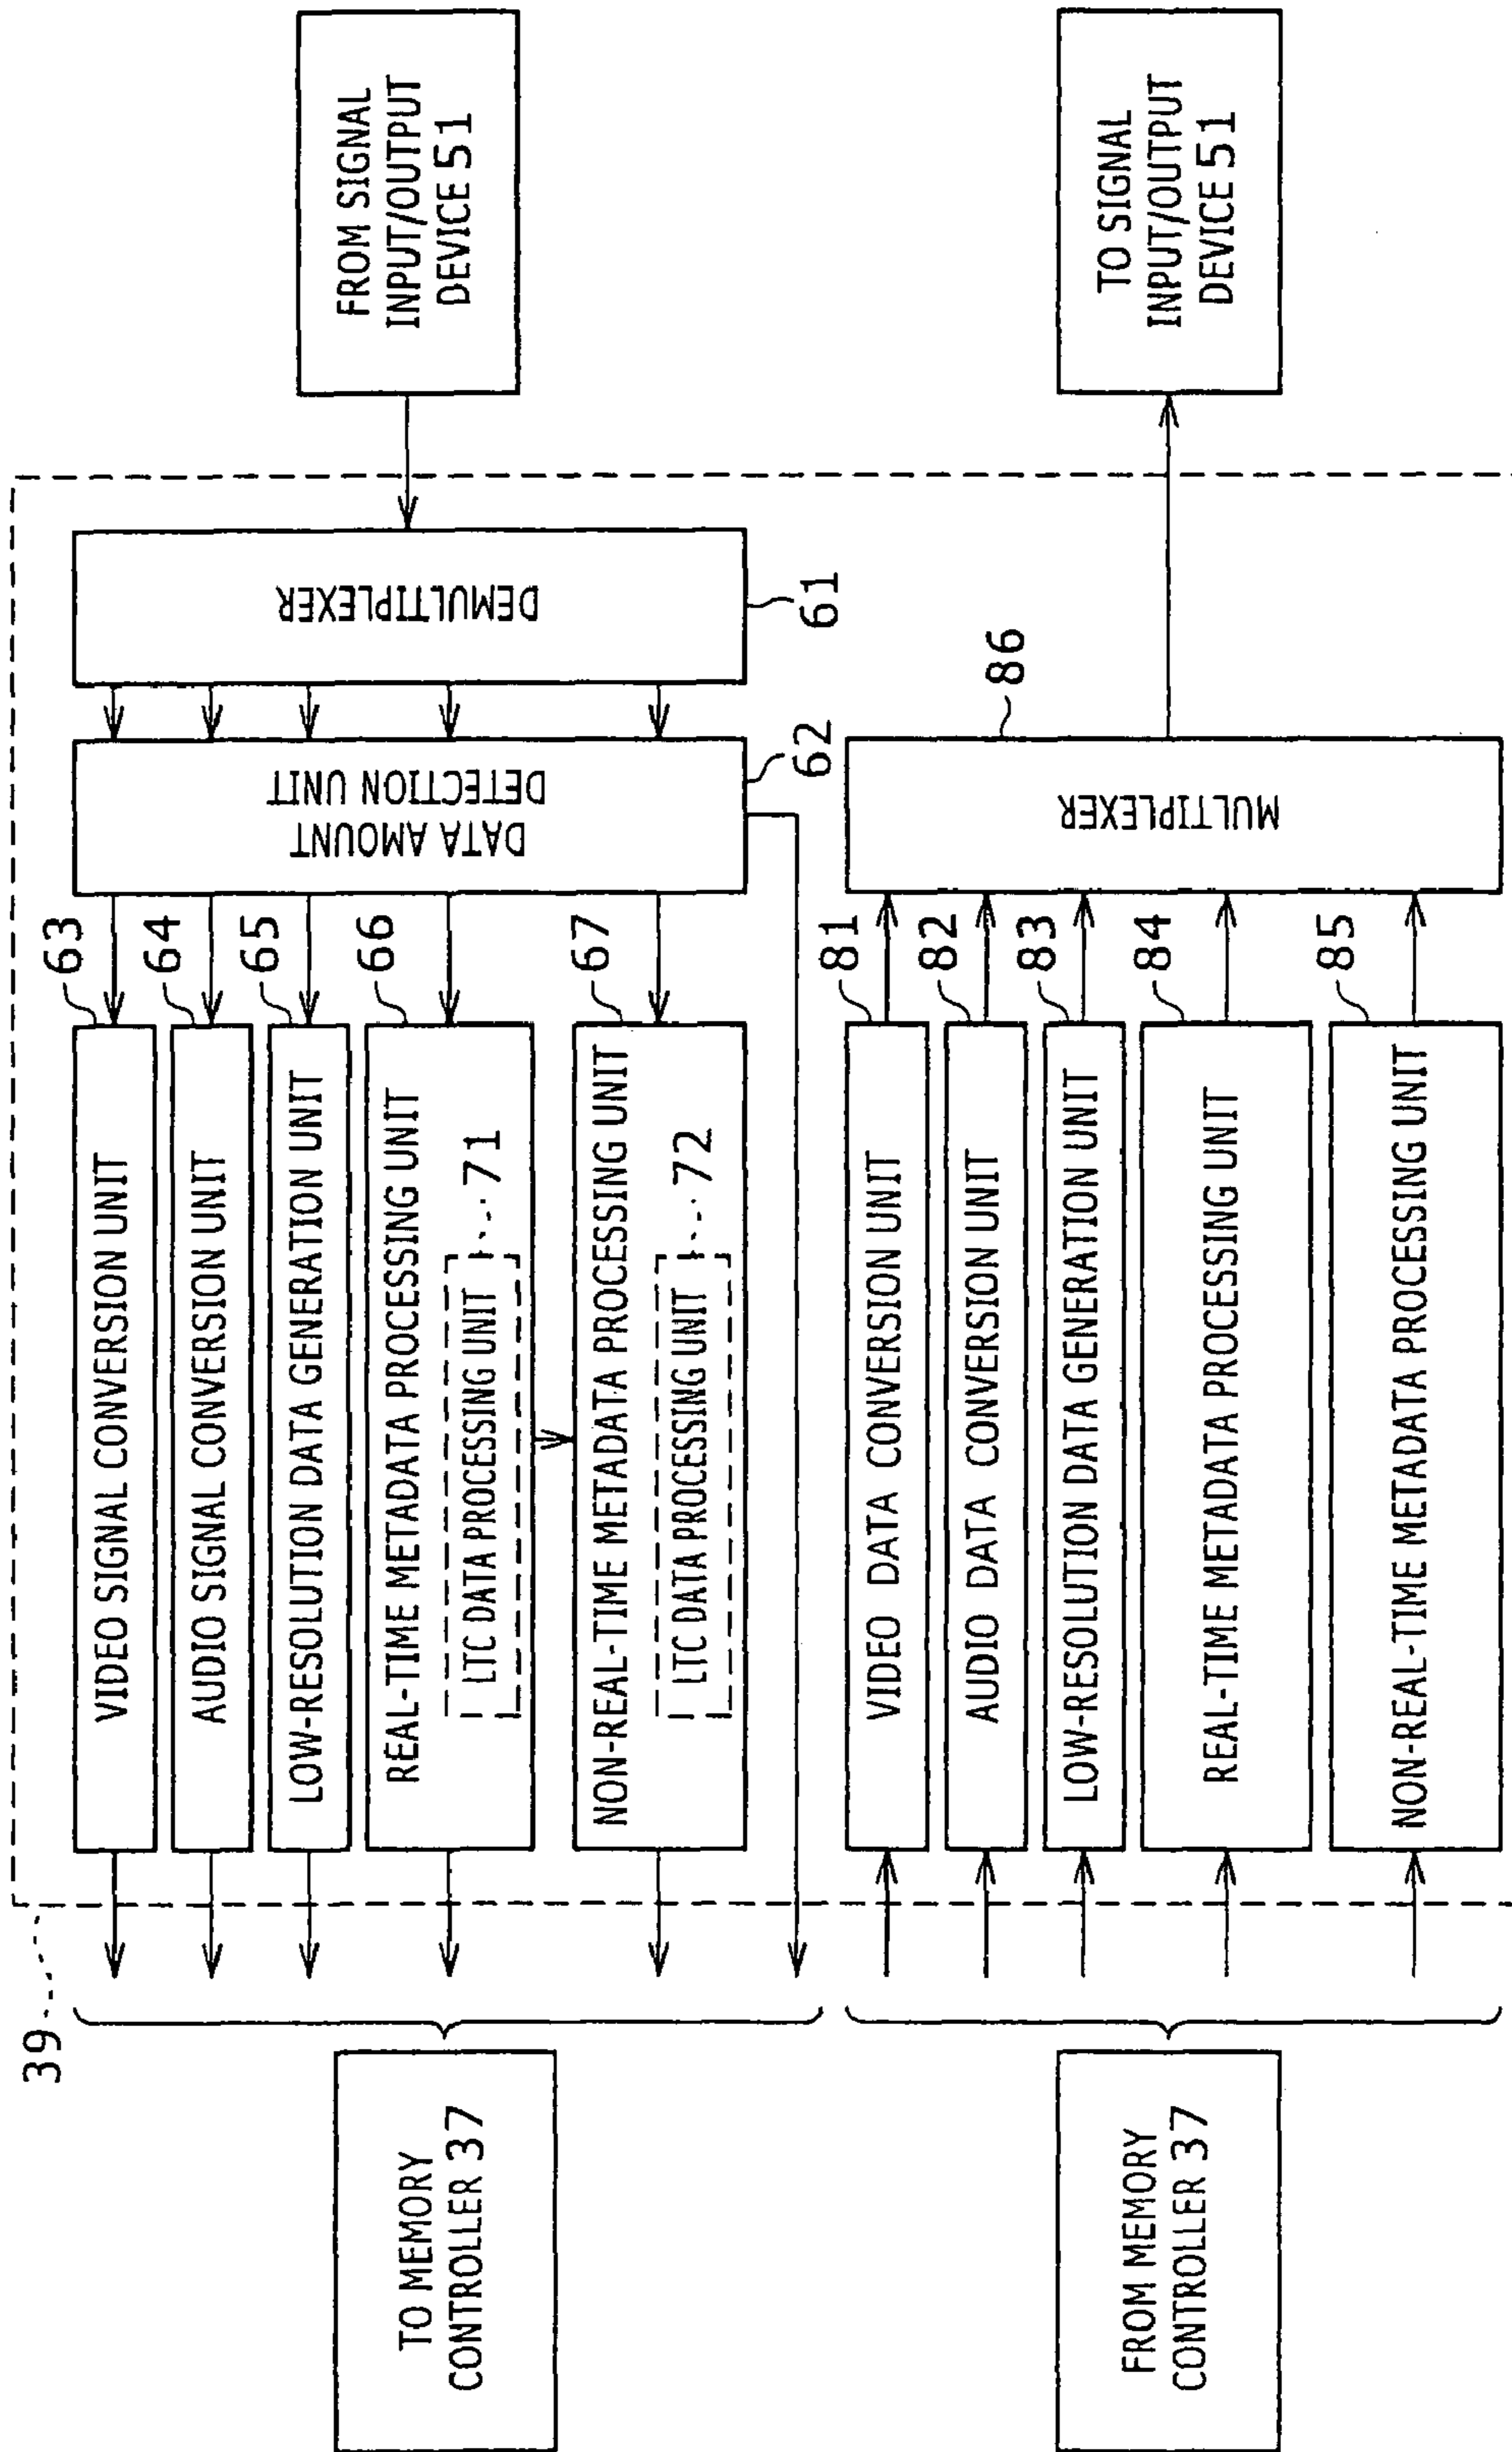 39
TO MEMORY
CONTROLLER 37
FROM MEMORY
CONTROLLER 37
VIDEO SIGNAL CONVERSION UNIT
63
AUDIO SIGNAL CONVERSION UNIT
64
LOW-RESOLUTION DATA GENERATION UNIT
65
REAL-TIME METADATA PROCESSING UNIT
66
LTC DATA PROCESSING UNIT
71
NON-REAL-TIME METADATA PROCESSING UNIT
67
LTC DATA PROCESSING UNIT
72
VIDEO DATA CONVERSION UNIT
81
AUDIO DATA CONVERSION UNIT
82
LOW-RESOLUTION DATA GENERATION UNIT
83
REAL-TIME METADATA PROCESSING UNIT
84
NON-REAL-TIME METADATA PROCESSING UNIT
85
DATA AMOUNT
DETECTION UNIT
62
DEMULTIPLEXER
61
MULTIPLEXER
86
FROM SIGNAL
INPUT/OUTPUT
DEVICE 51
TO SIGNAL
INPUT/OUTPUT
DEVICE 51